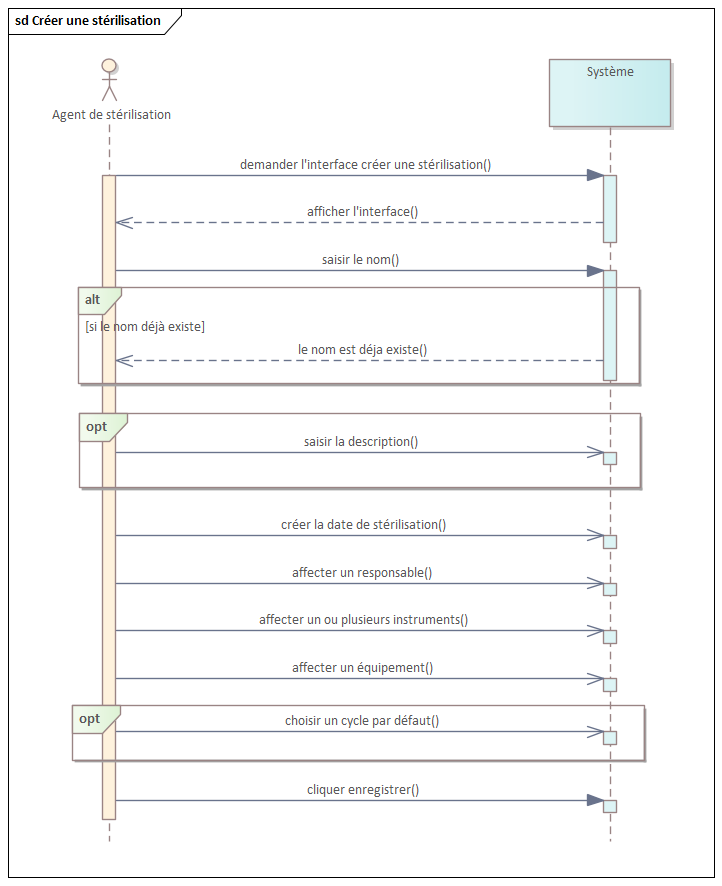 sd Créer une stérilisation
Système
Agent de stérilisation
demander l'interface créer une stérilisation()
afficher l'interface()
saisir le nom()
alt
[si le nom déjà existe]
le nom est déja existe()
opt
saisir la description()
créer la date de stérilisation()
affecter un responsable()
affecter un ou plusieurs instruments()
affecter un équipement()
opt
choisir un cycle par défaut()
cliquer enregistrer()